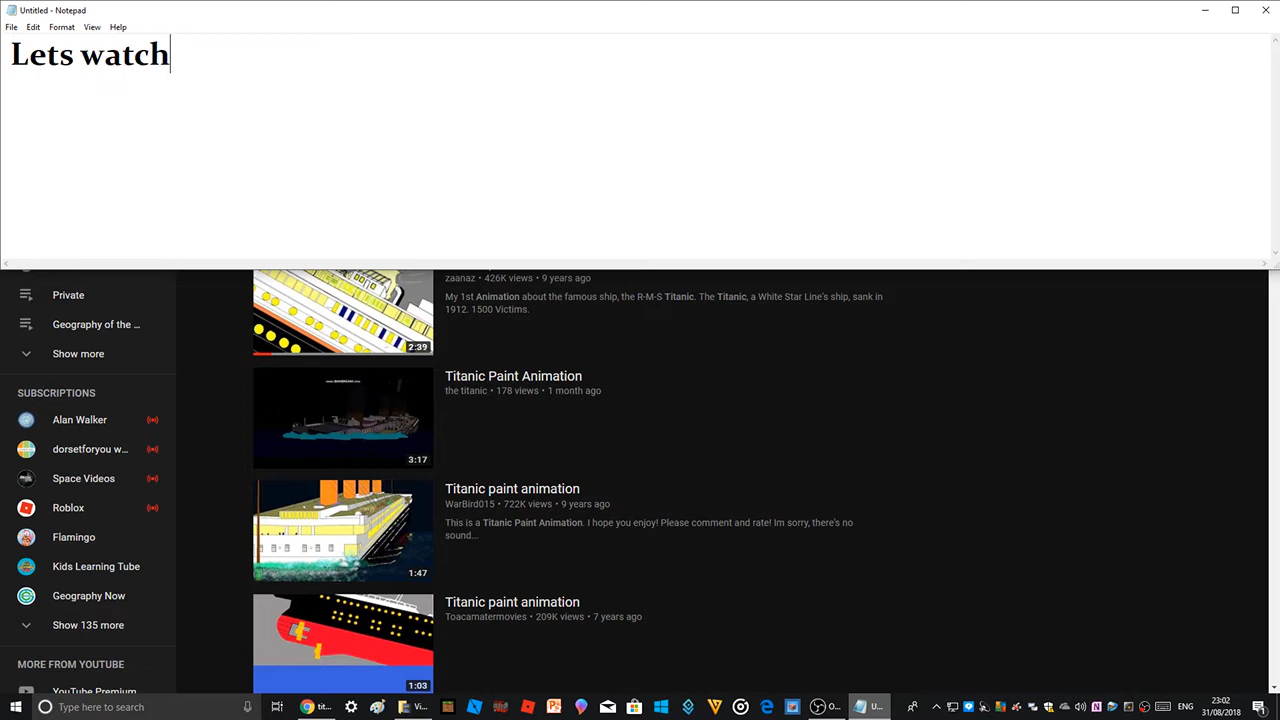 Untitled - Notepad
File Edit Format View Help
Lets watch
Private
Geography of the ...
Show more
SUBSCRIPTIONS
Alan Walker
dorsetforyou w...
Space Videos
Roblox
Flamingo
Kids Learning Tube
Geography Now
Show 135 more
MORE FROM YOUTUBE
YouTube Premium
zaanaz • 426K views • 9 years ago
My 1st Animation about the famous ship, the R-M-S Titanic. The Titanic, a White Star Line's ship, sank in
1912. 1500 Victims.
2:39
Titanic Paint Animation
the titanic • 178 views • 1 month ago
3:17
Titanic paint animation
WarBird015 • 722K views • 9 years ago
This is a Titanic Paint Animation. I hope you enjoy! Please comment and rate! Im sorry, there's no
sound...
1:47
Titanic paint animation
Toacamatermovies • 209K views • 7 years ago
1:03
Type here to search
tit...
Vi...
O...
U...
ENG
23:02
31/08/2018